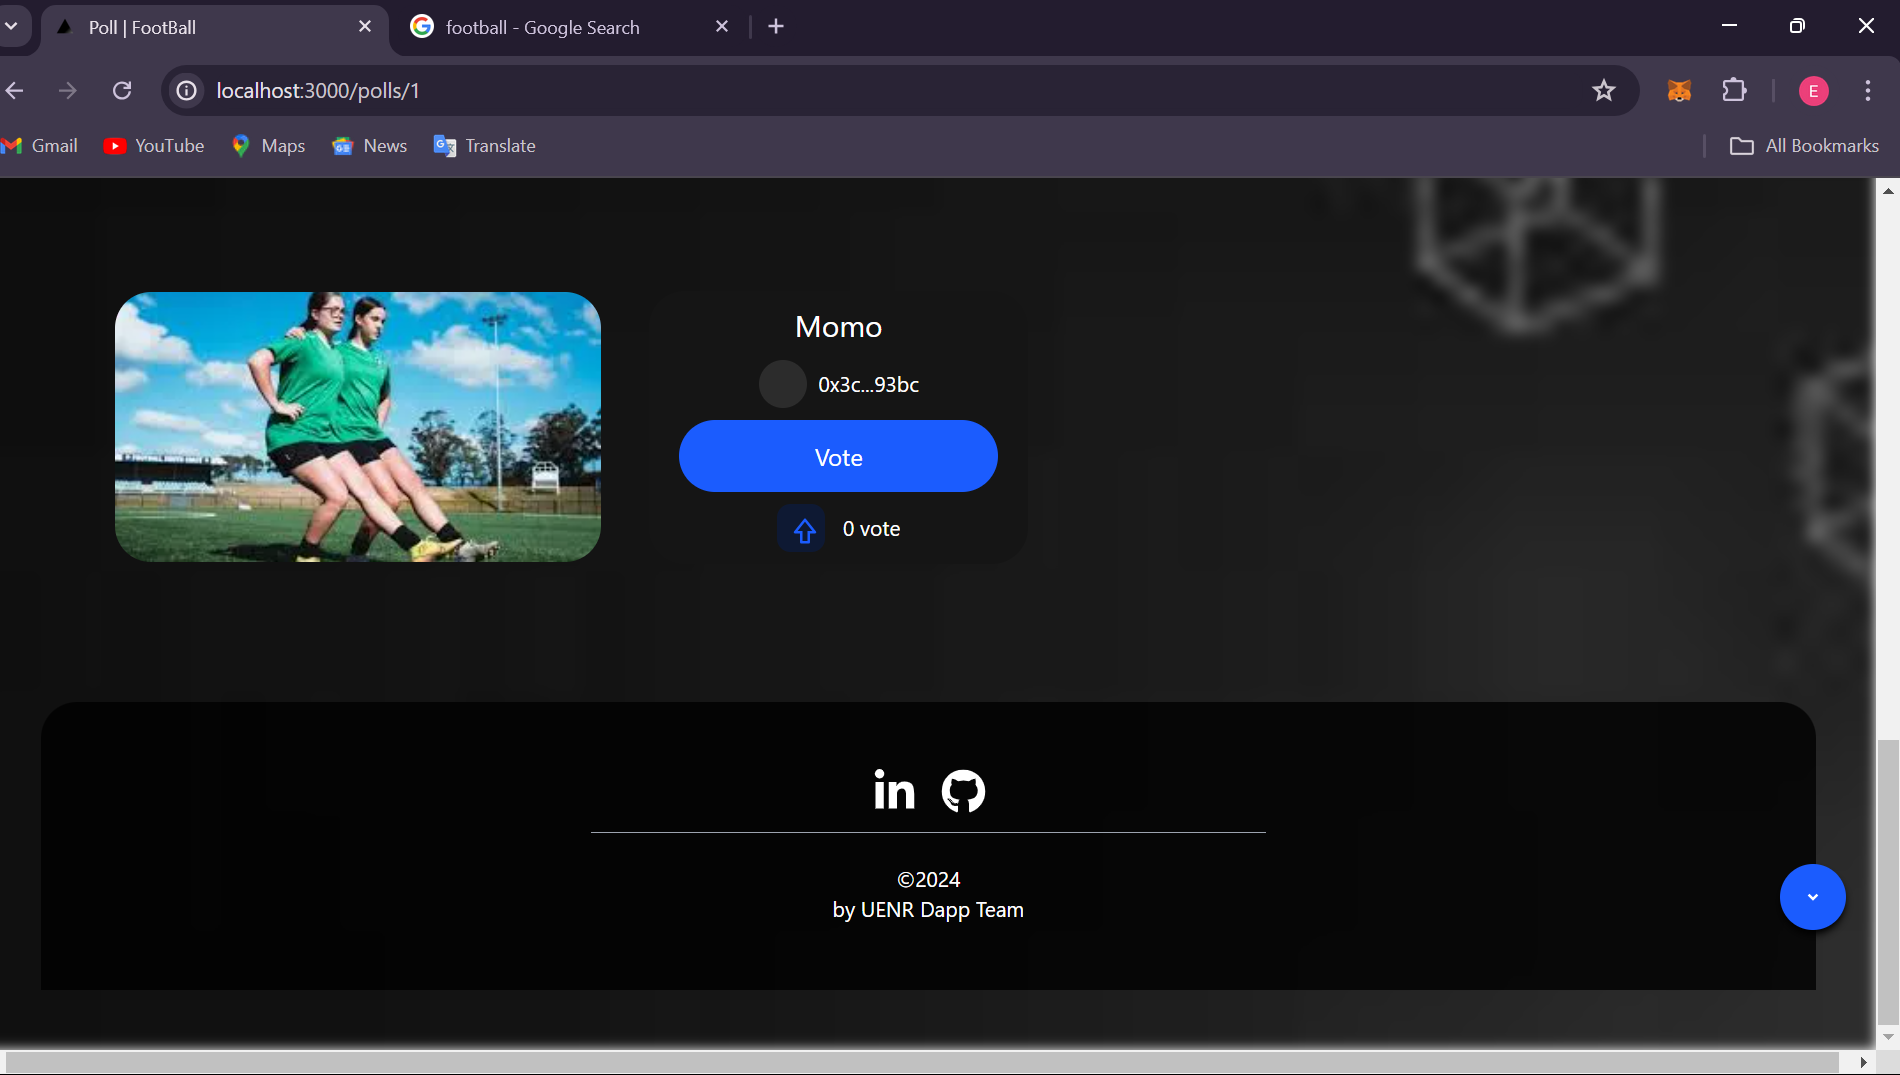 Poll | FootBall
football - Google Search
localhost:3000/polls/1
E
Gmail
YouTube
Maps
News
Translate
All Bookmarks
Momo
0x3c...93bc
Vote
0 vote
in
©2024
by UENR Dapp Team